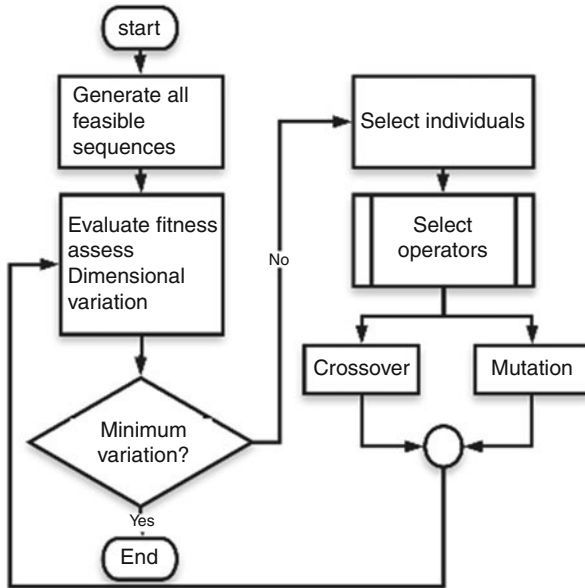 start
Generate all
feasible
sequences
Evaluate fitness
assess
Dimensional
variation
Minimum
variation?
Yes
End
No
Select individuals
Select
operators
Crossover
Mutation